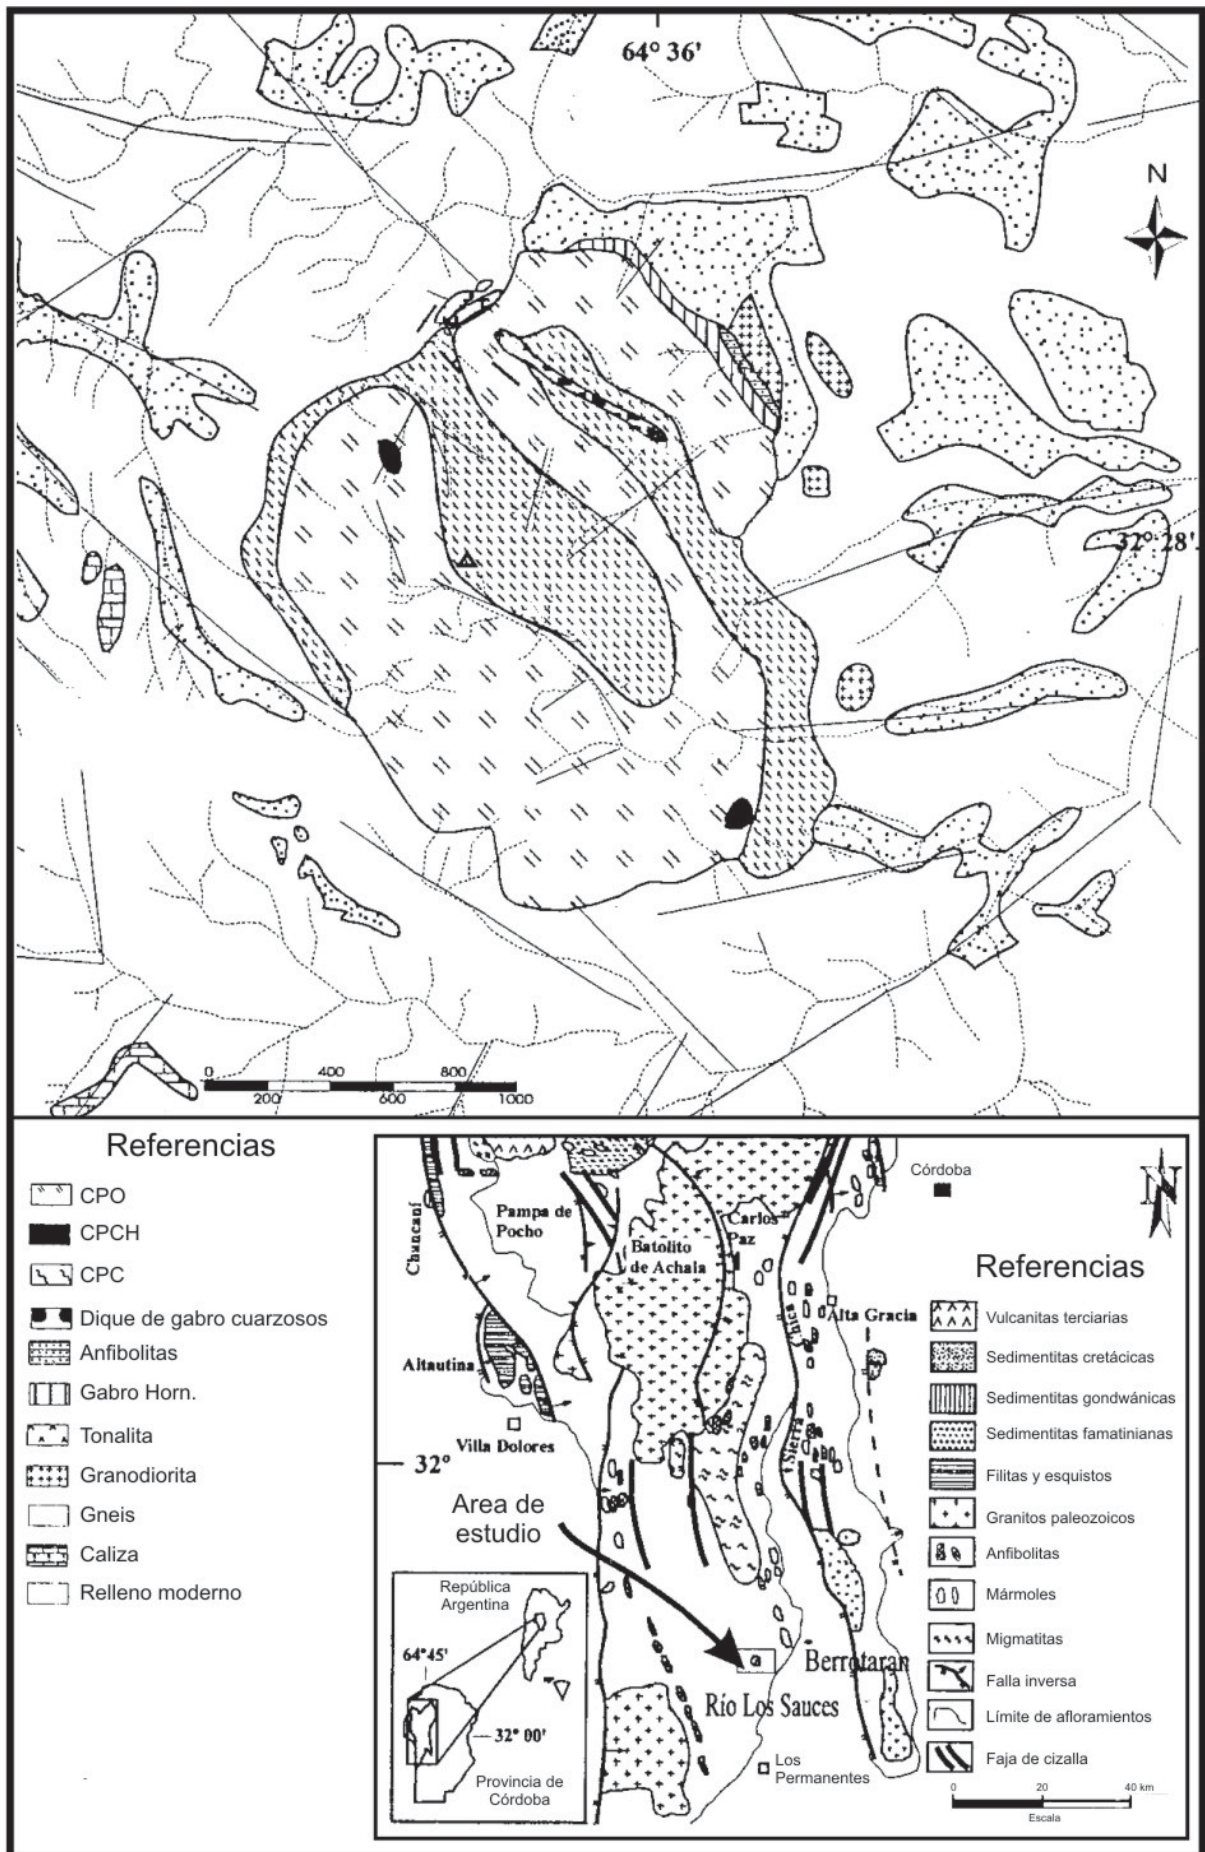 64° 36'
N
32° 28'
0 400 800
200 600 1000
Referencias
CPO
CPCH
CPC
Dique de gabro cuarzosos
Anfibolitas
Gabro Horn.
Tonalita
Granodiorita
Gneis
Caliza
Relleno moderno
Córdoba
N
Chancaní
Pampa de
Pocho
Batolito
de Achala
Carlos
Paz
Alta Gracia
Sierra Chica
Altautina
Villa Dolores
32°
Area de
estudio
República
Argentina
64°45'
32° 00'
Provincia de
Córdoba
Berrotaran
Río Los Sauces
Los
Permanentes
Referencias
Vulcanitas terciarias
Sedimentitas cretácicas
Sedimentitas gondwánicas
Sedimentitas famatinianas
Filitas y esquistos
Granitos paleozoicos
Anfibolitas
Mármoles
Migmatitas
Falla inversa
Límite de afloramientos
Faja de cizalla
0 20 40 km
Escala